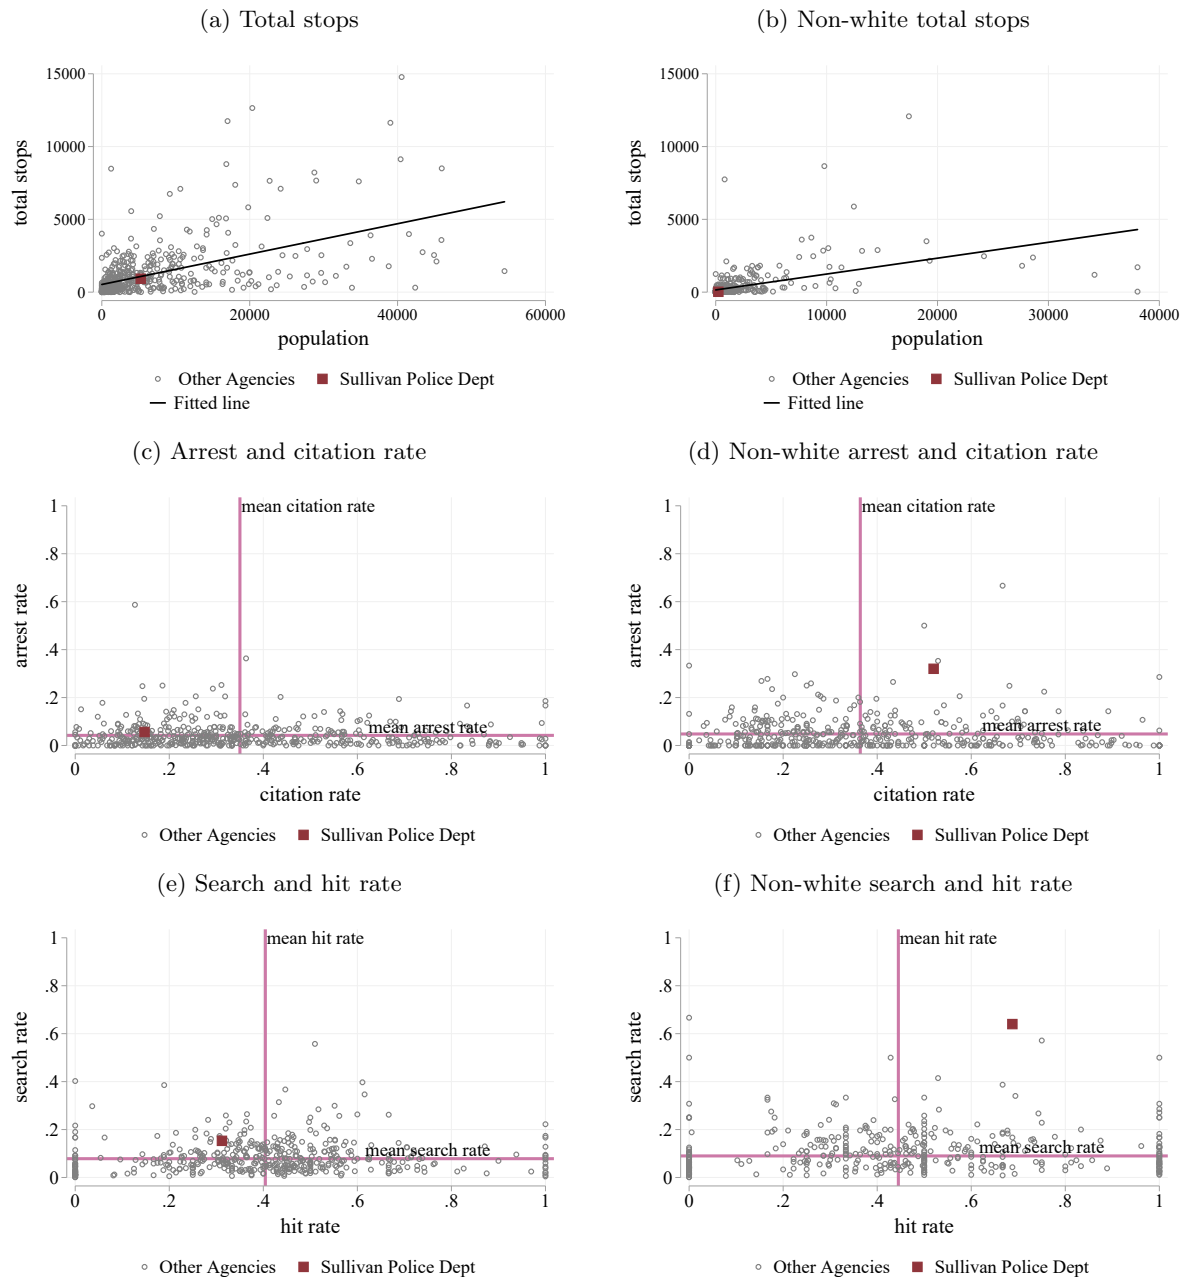 (a) Total stops
(b) Non-white total stops
15000
10000
5000
0
total stops
0 20000 40000 60000
population
Other Agencies Sullivan Police Dept
Fitted line
15000
10000
5000
0
total stops
0 10000 20000 30000 40000
population
Other Agencies Sullivan Police Dept
Fitted line
(c) Arrest and citation rate
(d) Non-white arrest and citation rate
mean citation rate
1
.8
.6
.4
.2
0
arrest rate
mean arrest rate
0 .2 .4 .6 .8 1
citation rate
Other Agencies Sullivan Police Dept
mean citation rate
1
.8
.6
.4
.2
0
arrest rate
mean arrest rate
0 .2 .4 .6 .8 1
citation rate
Other Agencies Sullivan Police Dept
(e) Search and hit rate
(f) Non-white search and hit rate
mean hit rate
1
.8
.6
.4
.2
0
search rate
mean search rate
0 .2 .4 .6 .8 1
hit rate
Other Agencies Sullivan Police Dept
mean hit rate
1
.8
.6
.4
.2
0
search rate
mean search rate
0 .2 .4 .6 .8 1
hit rate
Other Agencies Sullivan Police Dept